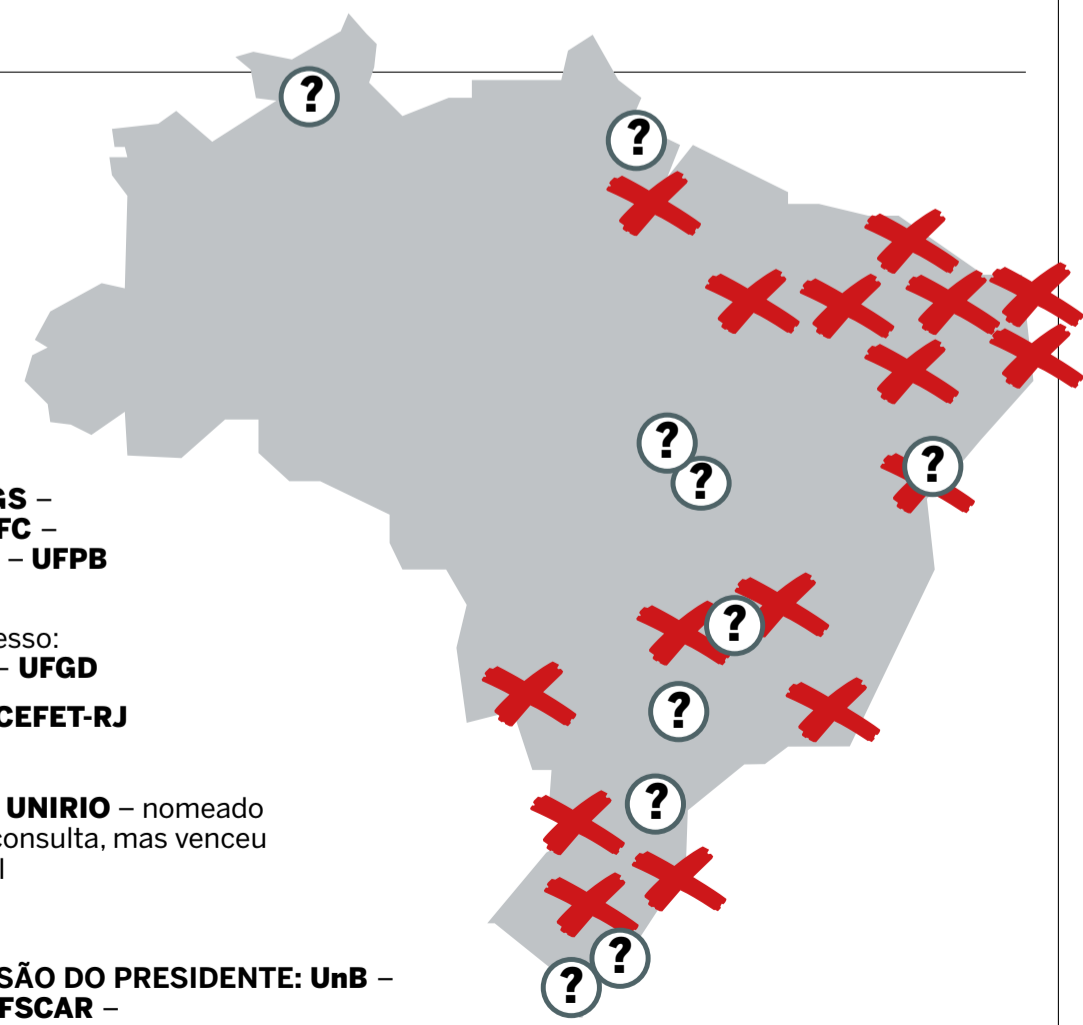 ?
?
?
?
?
GS –
FC –
– UFPB
?
esso:
– UFGD
CEFET-RJ
?
?
UNIRIO – nomeado
consulta, mas venceu
l
?
?
SÃO DO PRESIDENTE: UnB –
FSCAR –